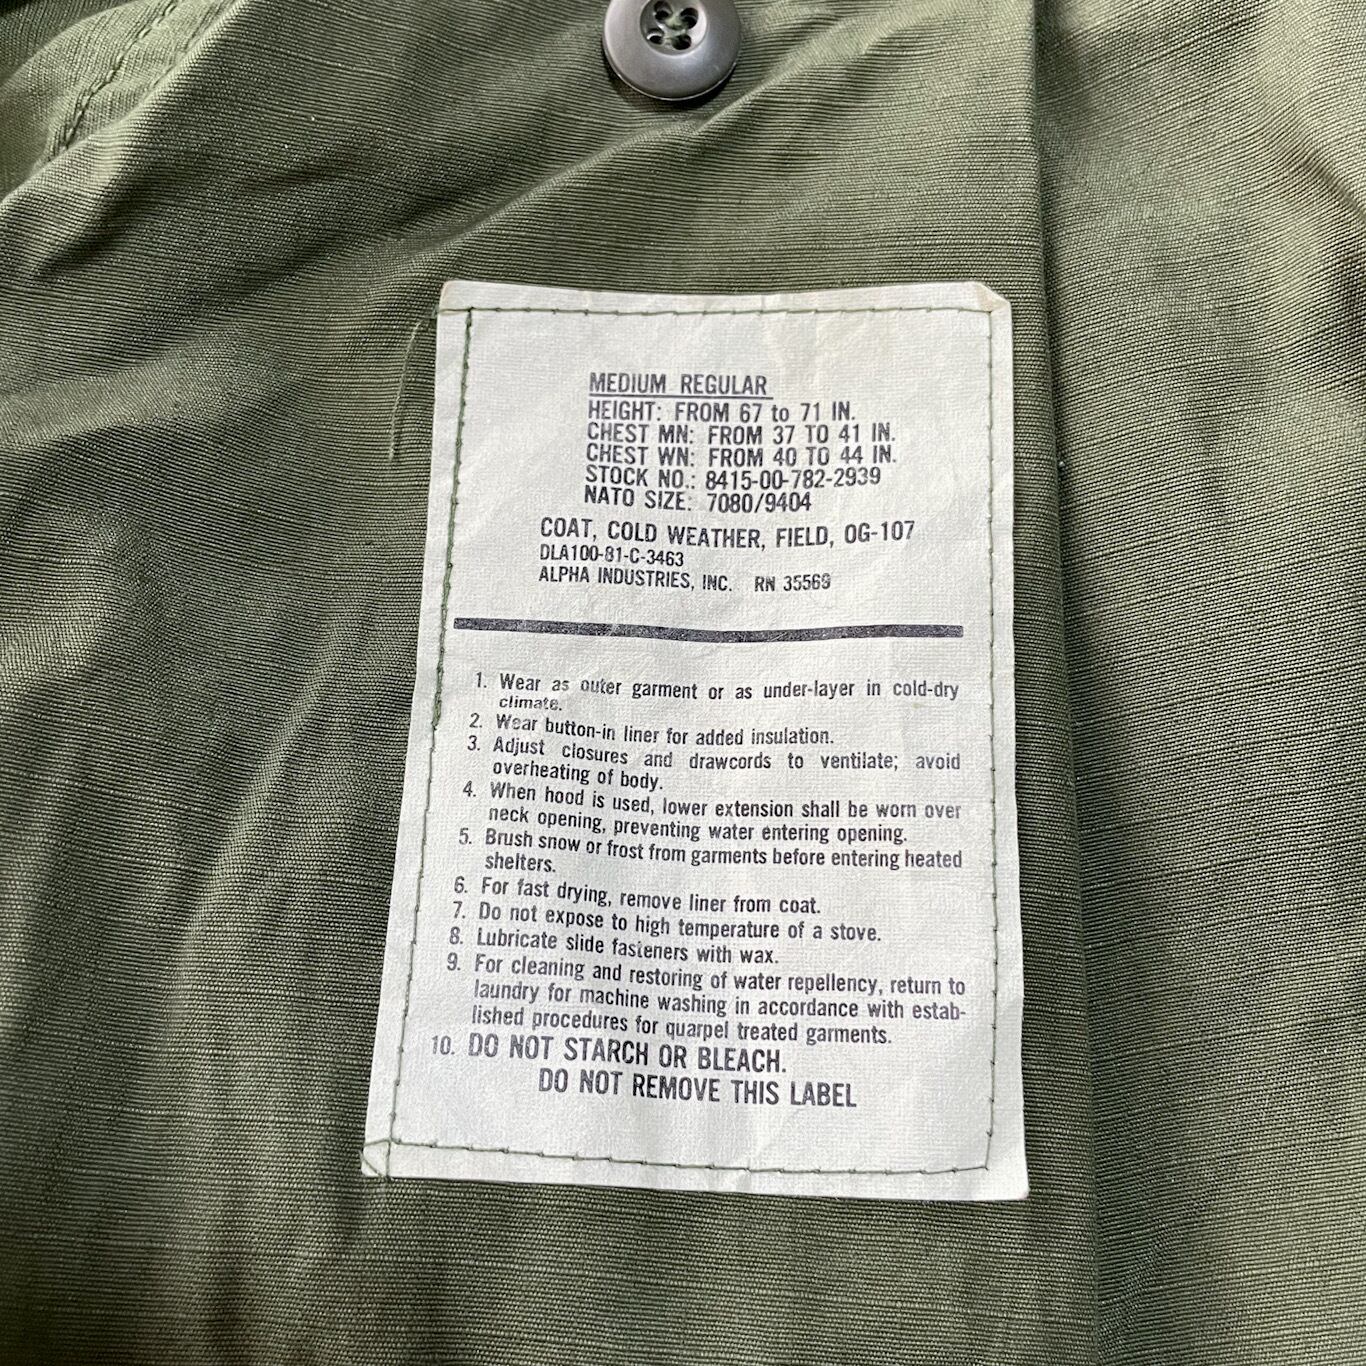 MEDIUM REGULAR
HEIGHT: FROM 67 to 71 IN.
CHEST MN: FROM 37 TO 41 IN.
CHEST WN: FROM 40 TO 44 IN.
STOCK NO.: 8415-00-782-2939
NATO SIZE: 7080/9404
COAT, COLD WEATHER, FIELD, OG-107
DLA100-81-C-3463
ALPHA INDUSTRIES, INC. RN 35569
1. Wear as outer garment or as under-layer in cold-dry
climate.
2. Wear button-in liner for added insulation.
3. Adjust closures and drawcords to ventilate; avoid
overheating of body.
4. When hood is used, lower extension shall be worn over
neck opening, preventing water entering opening.
5. Brush snow or frost from garments before entering heated
shelters.
6. For fast drying, remove liner from coat.
7. Do not expose to high temperature of a stove.
8. Lubricate slide fasteners with wax.
9. For cleaning and restoring of water repellency, return to
laundry for machine washing in accordance with estab-
lished procedures for quarpel treated garments.
10. DO NOT STARCH OR BLEACH.
DO NOT REMOVE THIS LABEL